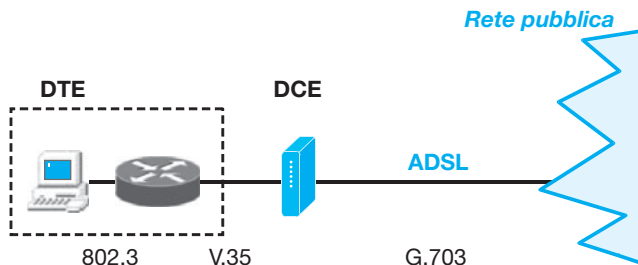 Rete pubblica
DTE
DCE
ADSL
802.3
V.35
G.703